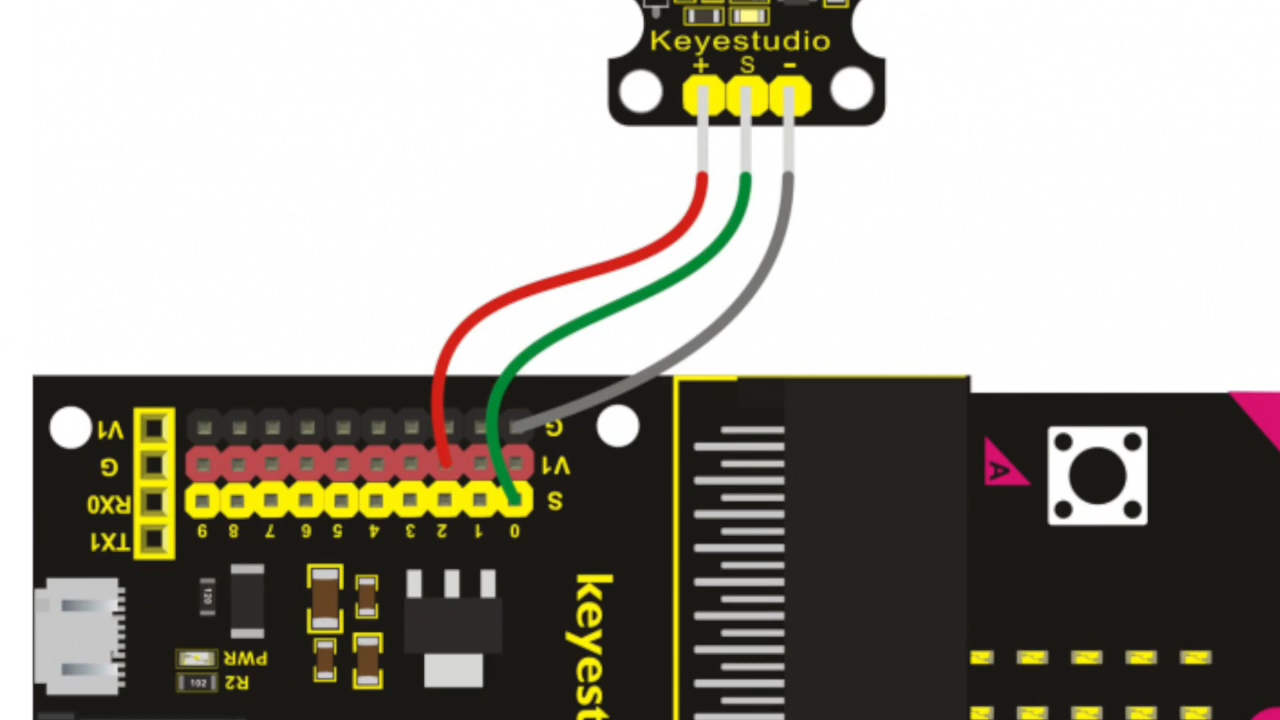 Keyestudio
+ S -
V1
G
RX0
TX1
G
V1
S
9 8 7 6 5 4 3 2 1 0
120
PWR
102 R2
keyest
A